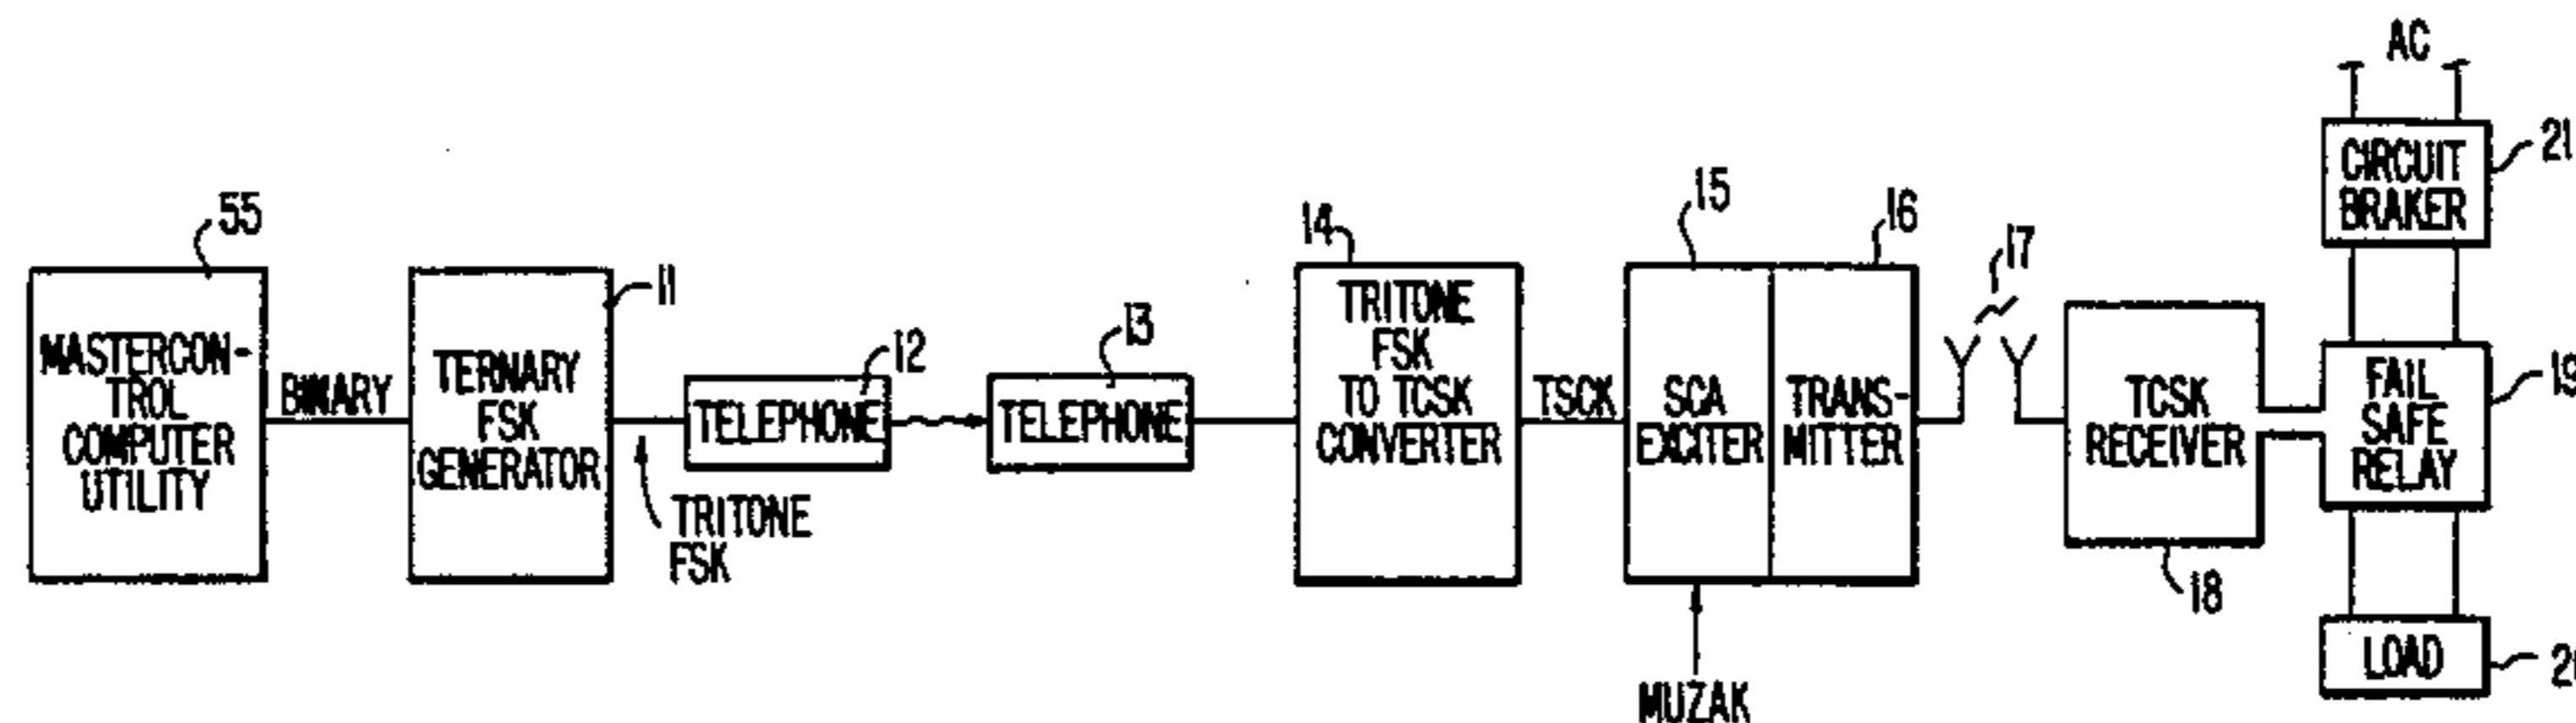 AC
21
CIRCUIT
BRAKER
55
MASTERCON-
TROL
COMPUTER
UTILITY
BINARY
11
TERNARY
FSK
GENERATOR
TRITONE
FSK
12
TELEPHONE
13
TELEPHONE
14
TRITONE
FSK
TO TCSK
CONVERTER
TSCK
15
SCA
EXCITER
16
TRANS-
MITTER
MUZAK
17
TCSK
RECEIVER
18
FAIL
SAFE
RELAY
19
LOAD